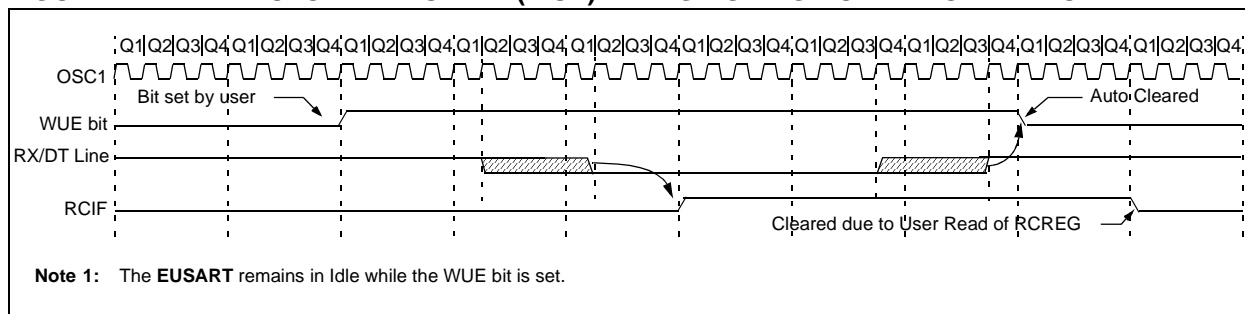 Q1|Q2|Q3|Q4|Q1|Q2|Q3|Q4|Q1|Q2|Q3|Q4|Q1|Q2|Q3|Q4|Q1|Q2|Q3|Q4|Q1|Q2|Q3|Q4|Q1|Q2|Q3|Q4|Q1|Q2|Q3|Q4|Q1|Q2|Q3|Q4|Q1|Q2|Q3|Q4
OSC1
Bit set by user
Auto Cleared
WUE bit
RX/DT Line
RCIF
Cleared due to User Read of RCREG
Note 1: The EUSART remains in Idle while the WUE bit is set.